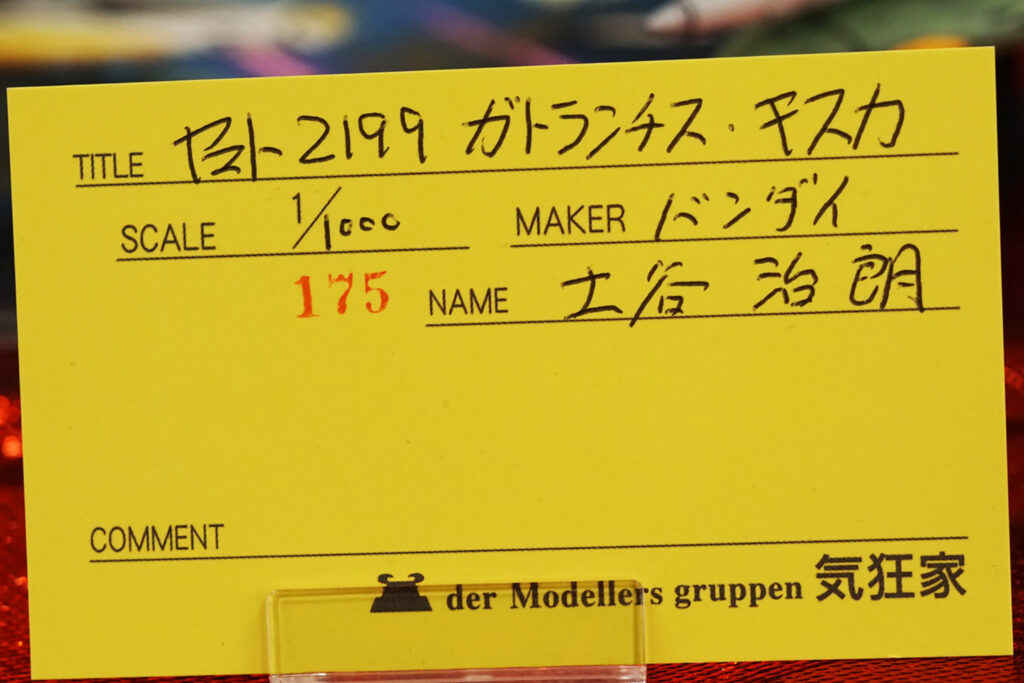 TITLE ヤマト2199 ガトランチス・キスカ
SCALE 1/1000 MAKER バンダイ
175 NAME 土谷 治朗
COMMENT
der Modellers gruppen 気狂家